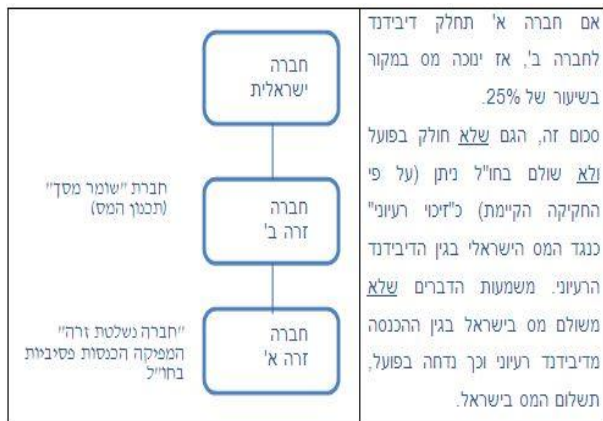 אם חברה א' תחלק דיבידנד
לחברה ב', אז ינוכה מס במקור
בשיעור של 25%.
סכום זה, הגם שלא חולק בפועל
ולא שולם בחו"ל ניתן (על פי
החקיקה הקיימת) כ"זיכוי רעיוני"
כנגד המס הישראלי בגין הדיבידנד
הרעיוני. משמעות הדברים שלא
משולם מס בישראל בגין ההכנסה
מדיבידנד רעיוני וכך נדחה בפועל,
תשלום המס בישראל.
חברה
ישראלית
חברה
זרה ב'
חברת "שומר מסך"
(תכנון המס)
חברה
זרה א'
"חברה נשלטת זרה"
המפיקה הכנסות פסיביות
בחו"ל